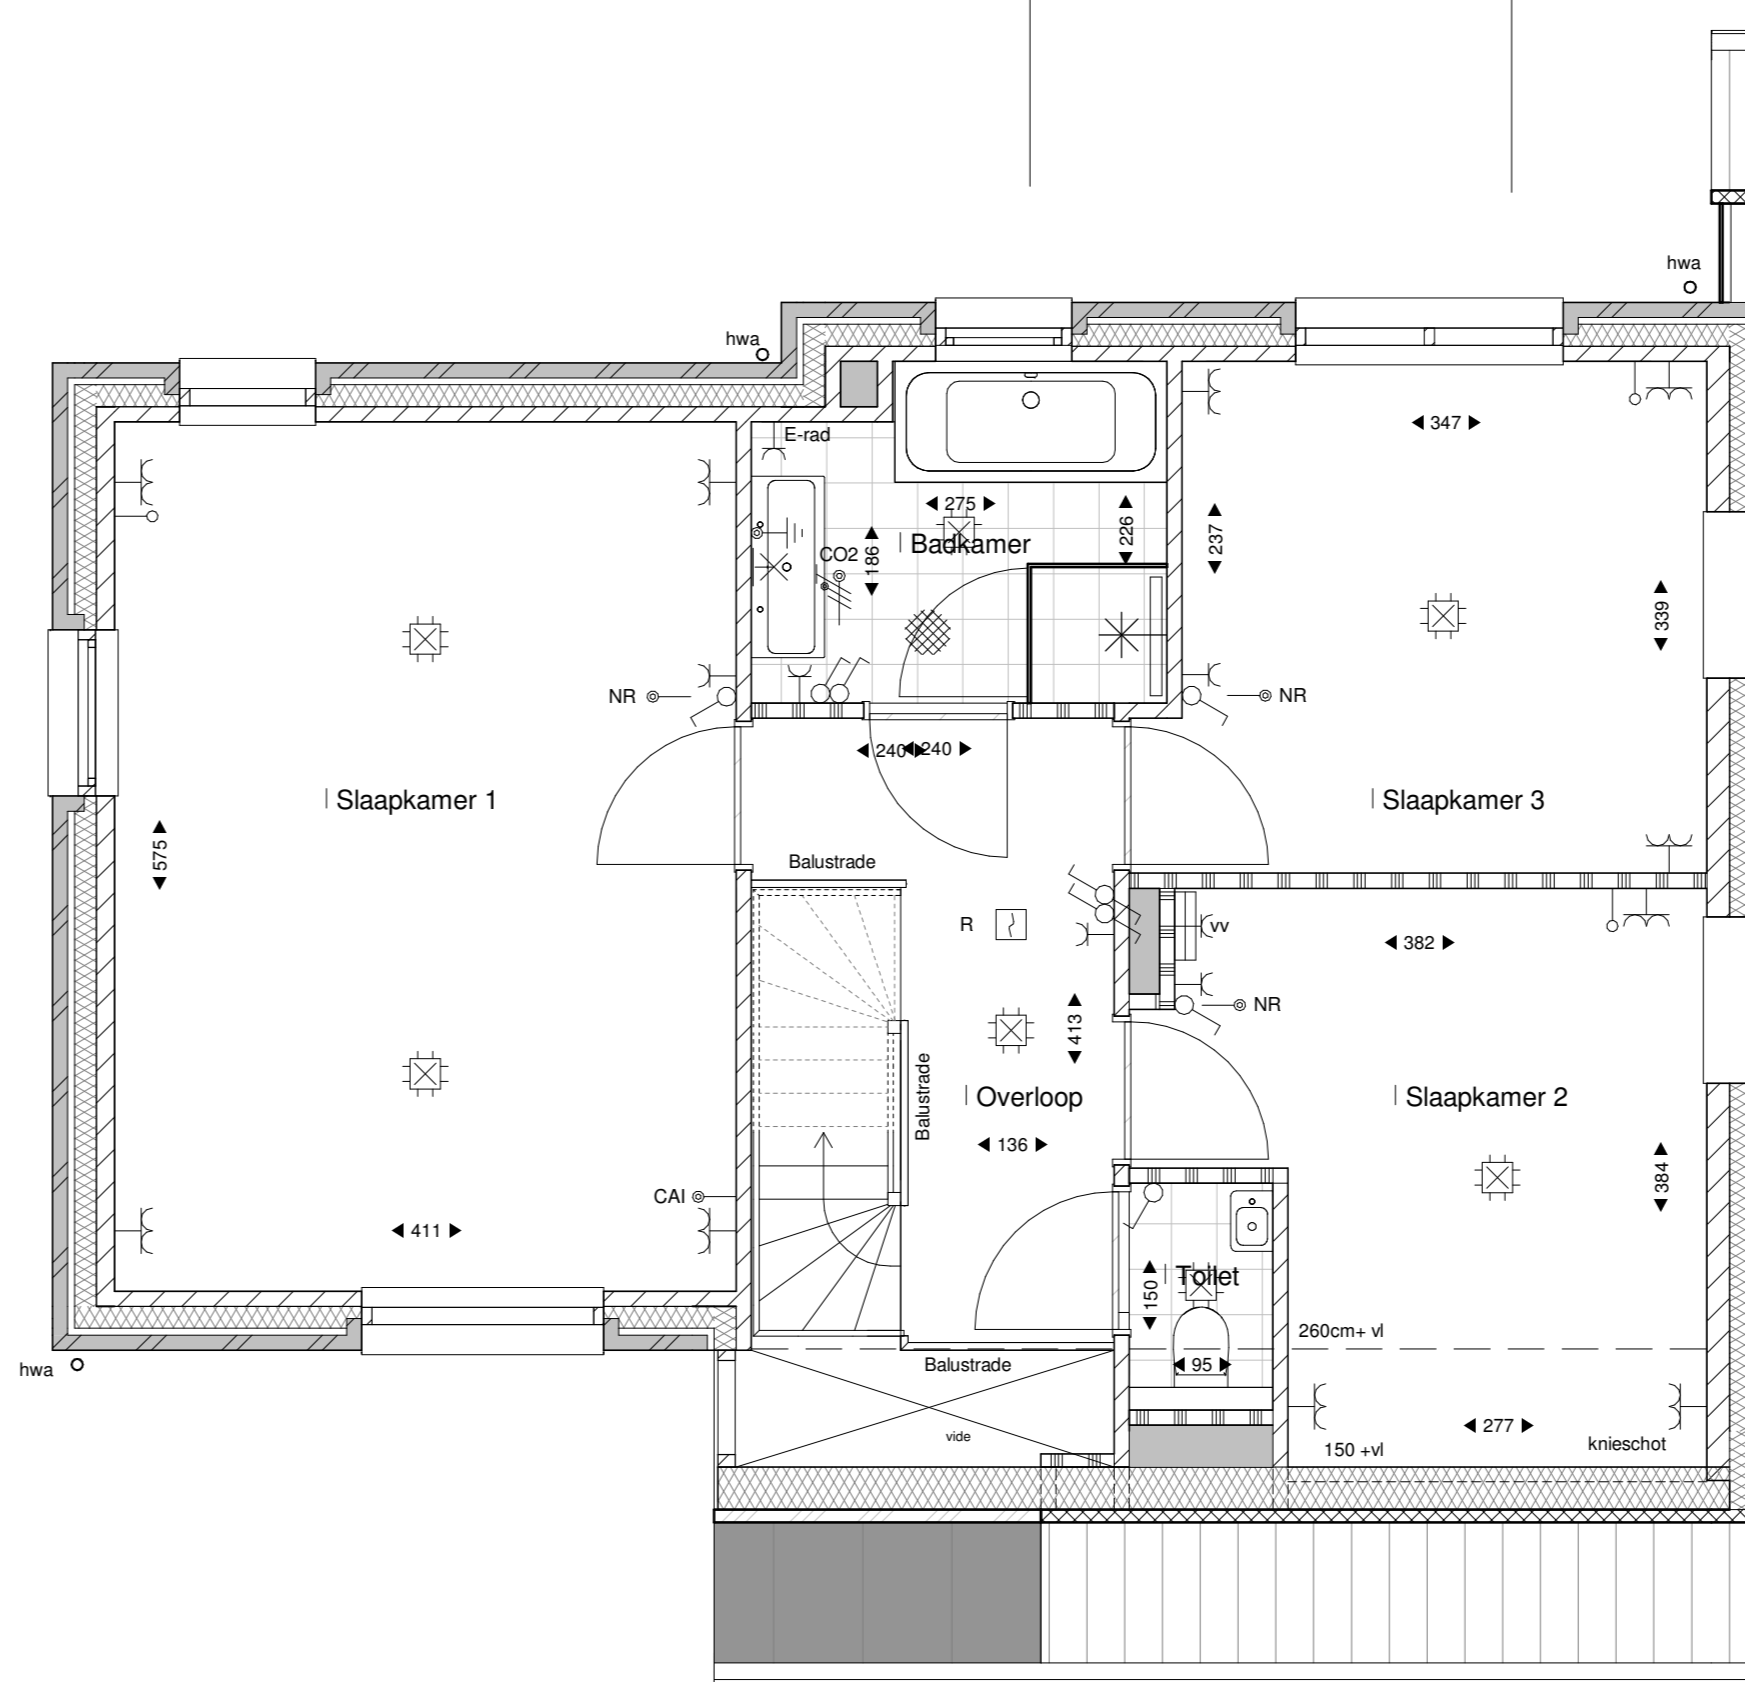 hwa
hwa
E-rad
347
275
226
237
Badkamer
CO2
186
339
NR
NR
240
240
Slaapkamer 1
Slaapkamer 3
575
Balustrade
R
vv
382
NR
413
Balustrade
Overloop
Slaapkamer 2
136
384
CAI
411
Toilet
150
260cm+ vl
hwa
Balustrade
95
vide
277
150 +vl
knieschot